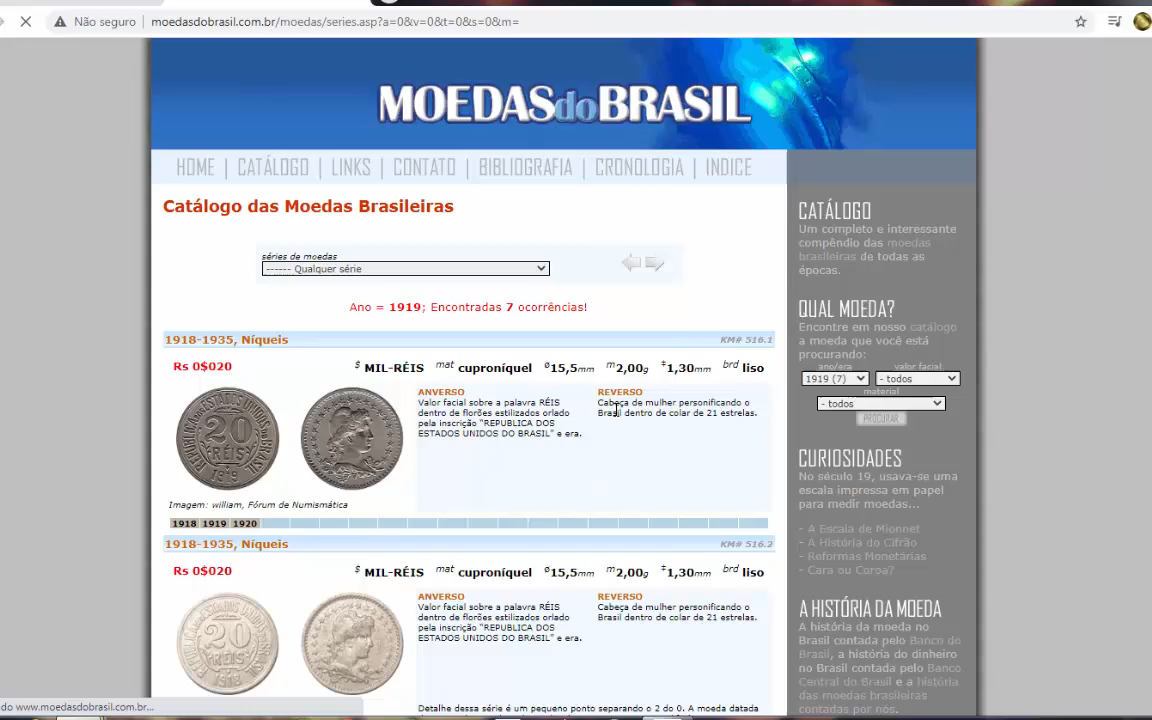 Não seguro
moedasdobrasil.com.br/moedas/series.asp?a=0&v=0&t=0&s=0&m=
MOEDASdoBRASIL
HOME | CATÁLOGO | LINKS | CONTATO | BIBLIOGRAFIA | CRONOLOGIA | INDICE
Catálogo das Moedas Brasileiras
séries de moedas
------ Qualquer série
Ano = 1919; Encontradas 7 ocorrências!
1918-1935, Níqueis KM# 516.1
Rs 0$020 $ MIL-RÉIS mat cuproníquel ø15,5mm m2,00g ‡1,30mm brd liso
ANVERSO
Valor facial sobre a palavra RÉIS
dentro de florões estilizados orlado
pela inscrição "REPUBLICA DOS
ESTADOS UNIDOS DO BRASIL" e era.
REVERSO
Cabeça de mulher personificando o
Brasil dentro de colar de 21 estrelas.
REPUBLICA DOS ESTADOS UNIDOS DO BRASIL
20
RÉIS
1919
Imagem: william, Fórum de Numismática
1918 1919 1920
1918-1935, Níqueis KM# 516.2
Rs 0$020 $ MIL-RÉIS mat cuproníquel ø15,5mm m2,00g ‡1,30mm brd liso
ANVERSO
Valor facial sobre a palavra RÉIS
dentro de florões estilizados orlado
pela inscrição "REPUBLICA DOS
ESTADOS UNIDOS DO BRASIL" e era.
REVERSO
Cabeça de mulher personificando o
Brasil dentro de colar de 21 estrelas.
20
RÉIS
1918
Detalhe dessa série é um pequeno ponto separando o 2 do 0. A moeda datada
CATÁLOGO
Um completo e interessante
compêndio das moedas
brasileiras de todas as
épocas.
QUAL MOEDA?
Encontre em nosso catálogo
a moeda que você está
procurando:
ano/era valor facial
1919 (7) - todos
material
- todos
PROCURAR
CURIOSIDADES
No século 19, usava-se uma
escala impressa em papel
para medir moedas...
- A Escala de Mionnet
- A História do Cifrão
- Reformas Monetárias
- Cara ou Coroa?
A HISTÓRIA DA MOEDA
A história da moeda no
Brasil contada pelo Banco do
Brasil, a história do dinheiro
no Brasil contada pelo Banco
Central do Brasil e a história
das moedas brasileiras
contadas por nós.
do www.moedasdobrasil.com.br...